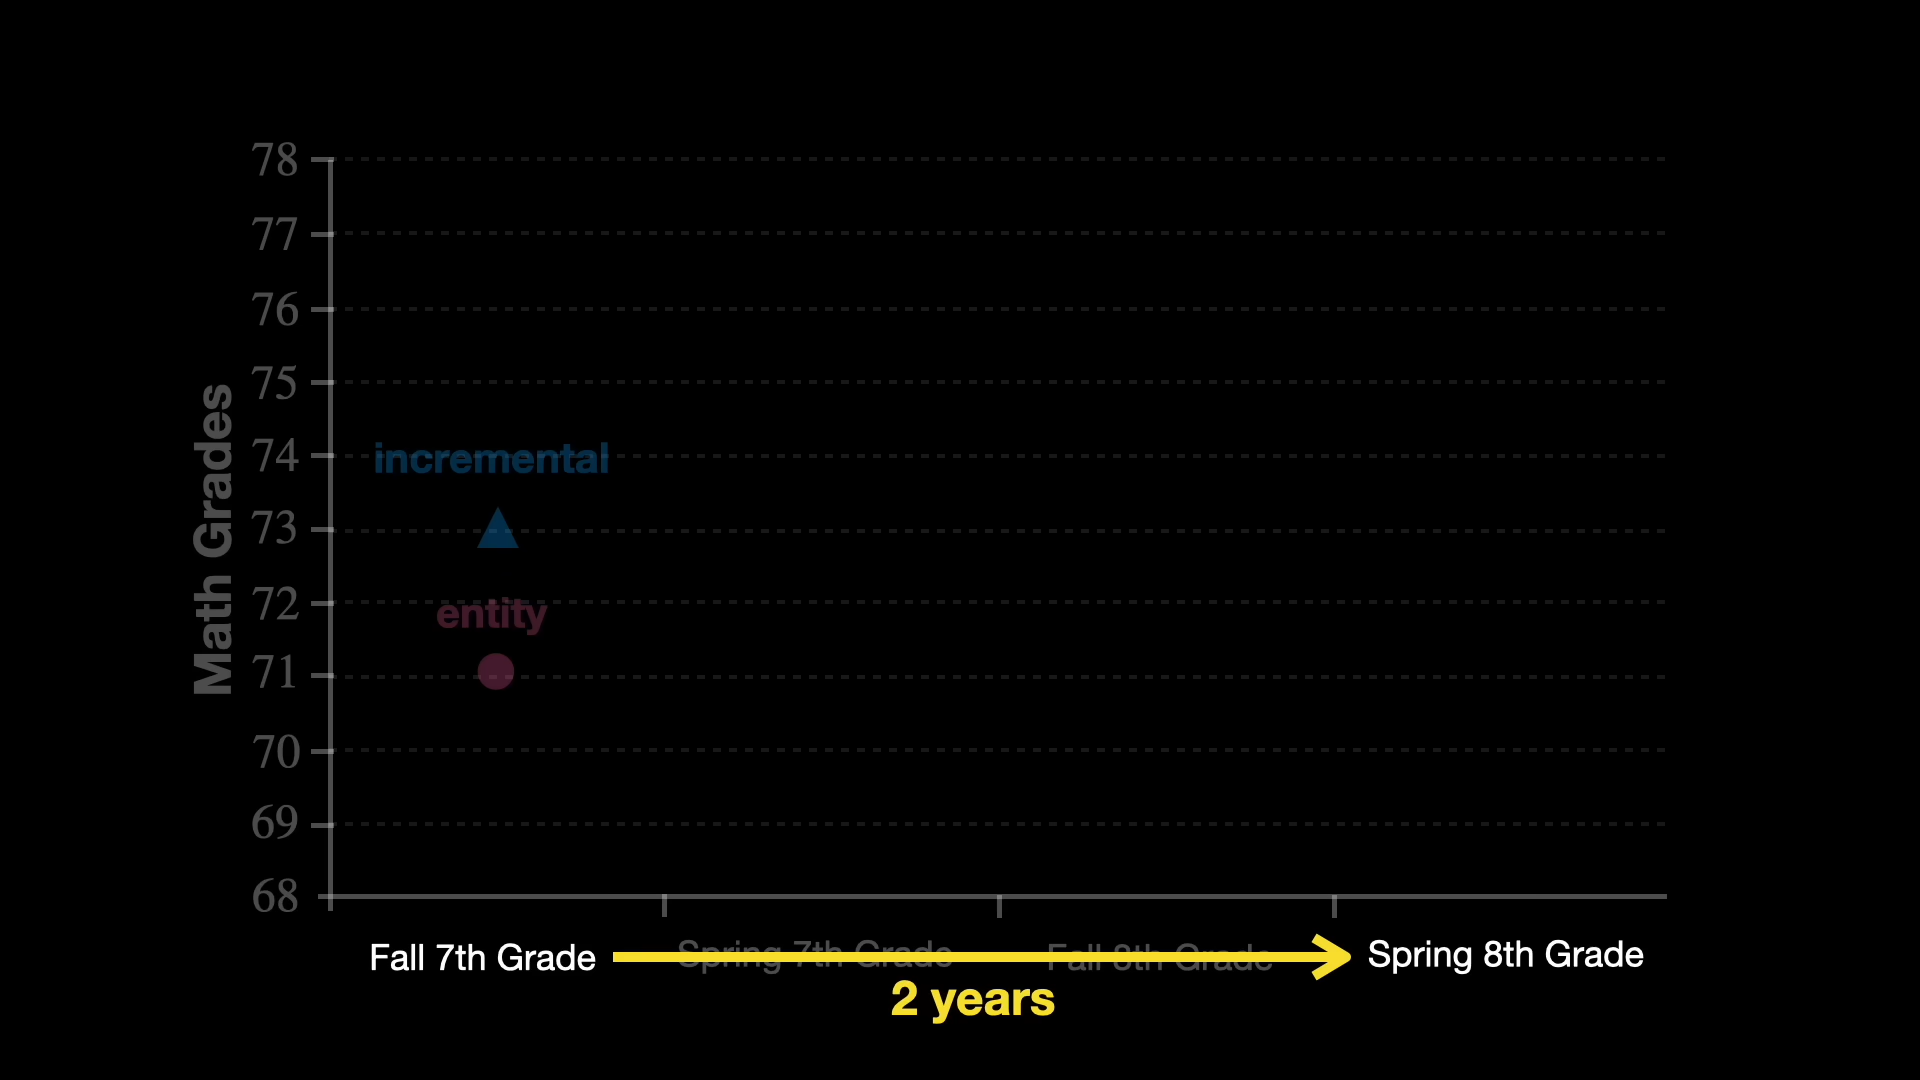 78
77
76
75
74
73
72
71
70
69
68
Math Grades
incremental
entity
Fall 7th Grade
Spring 7th Grade
Fall 8th Grade
Spring 8th Grade
2 years